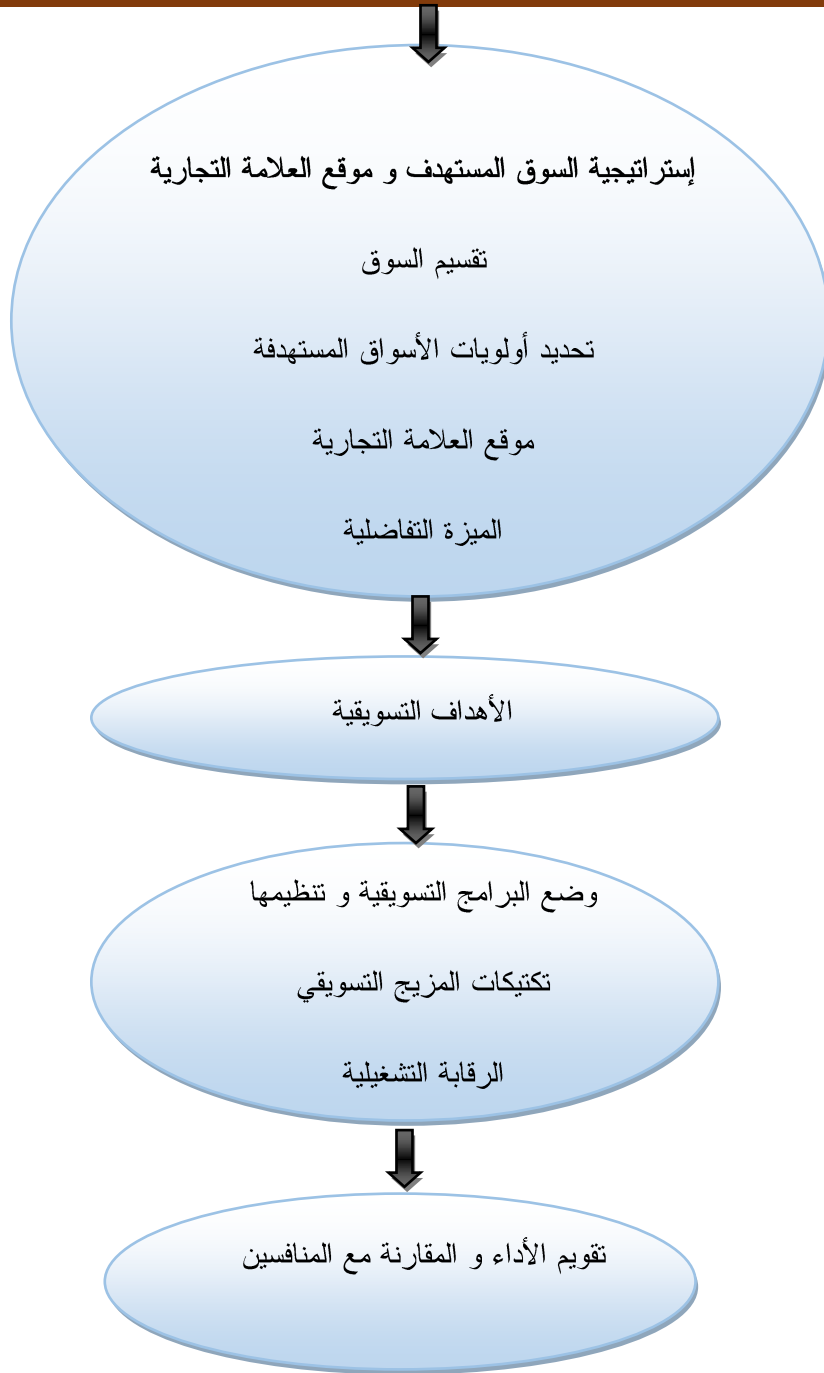 إستراتيجية السوق المستهدف و موقع العلامة التجارية
تقسيم السوق
تحديد أولويات الأسواق المستهدفة
موقع العلامة التجارية
الميزة التفاضلية
الأهداف التسويقية
وضع البرامج التسويقية و تنظيمها
تكتيكات المزيج التسويقي
الرقابة التشغيلية
تقويم الأداء و المقارنة مع المنافسين